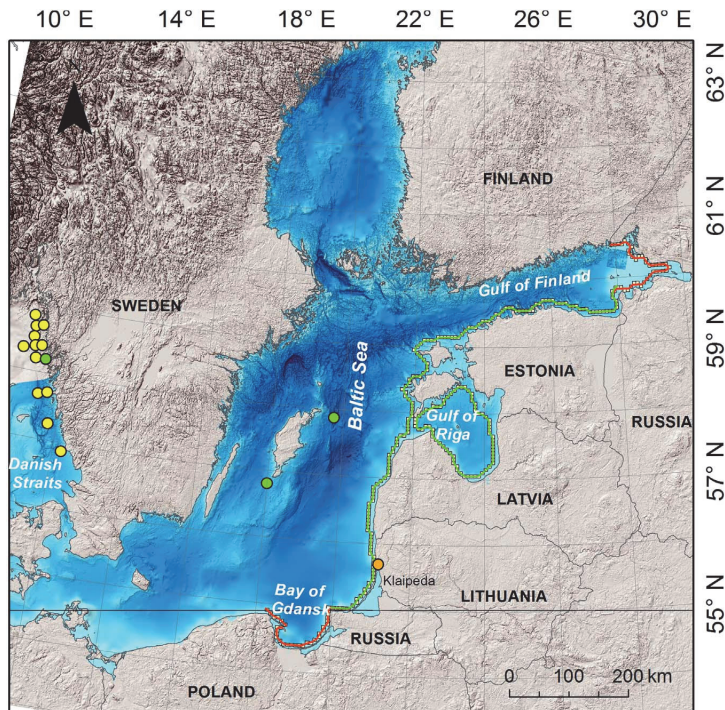 10° E 14° E 18° E 22° E 26° E 30° E
63° N
FINLAND
61° N
Gulf of Finland
SWEDEN
59° N
ESTONIA
Baltic Sea
RUSSIA
Gulf of
Riga
Danish
Straits
57° N
LATVIA
Klaipeda
LITHUANIA
Bay of
Gdansk
55° N
RUSSIA
POLAND
0 100 200 km